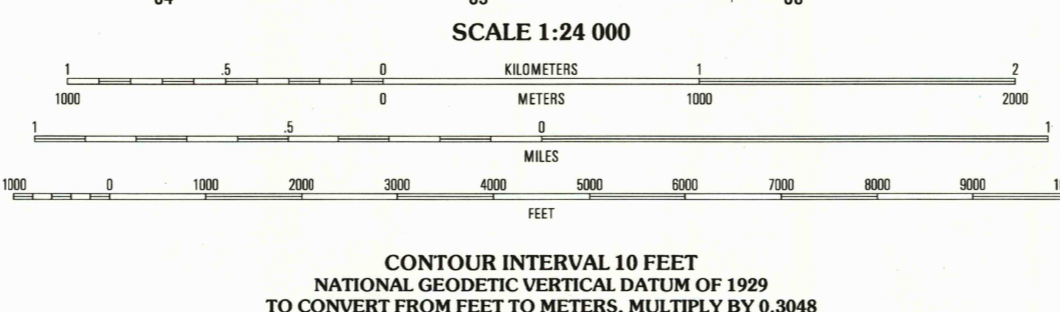 SCALE 1:24 000
1 .5 0 KILOMETERS 1 2
1000 0 METERS 1000 2000
1 .5 0 1
MILES
1000 0 1000 2000 3000 4000 5000 6000 7000 8000 9000
FEET
CONTOUR INTERVAL 10 FEET
NATIONAL GEODETIC VERTICAL DATUM OF 1929
TO CONVERT FROM FEET TO METERS, MULTIPLY BY 0.3048